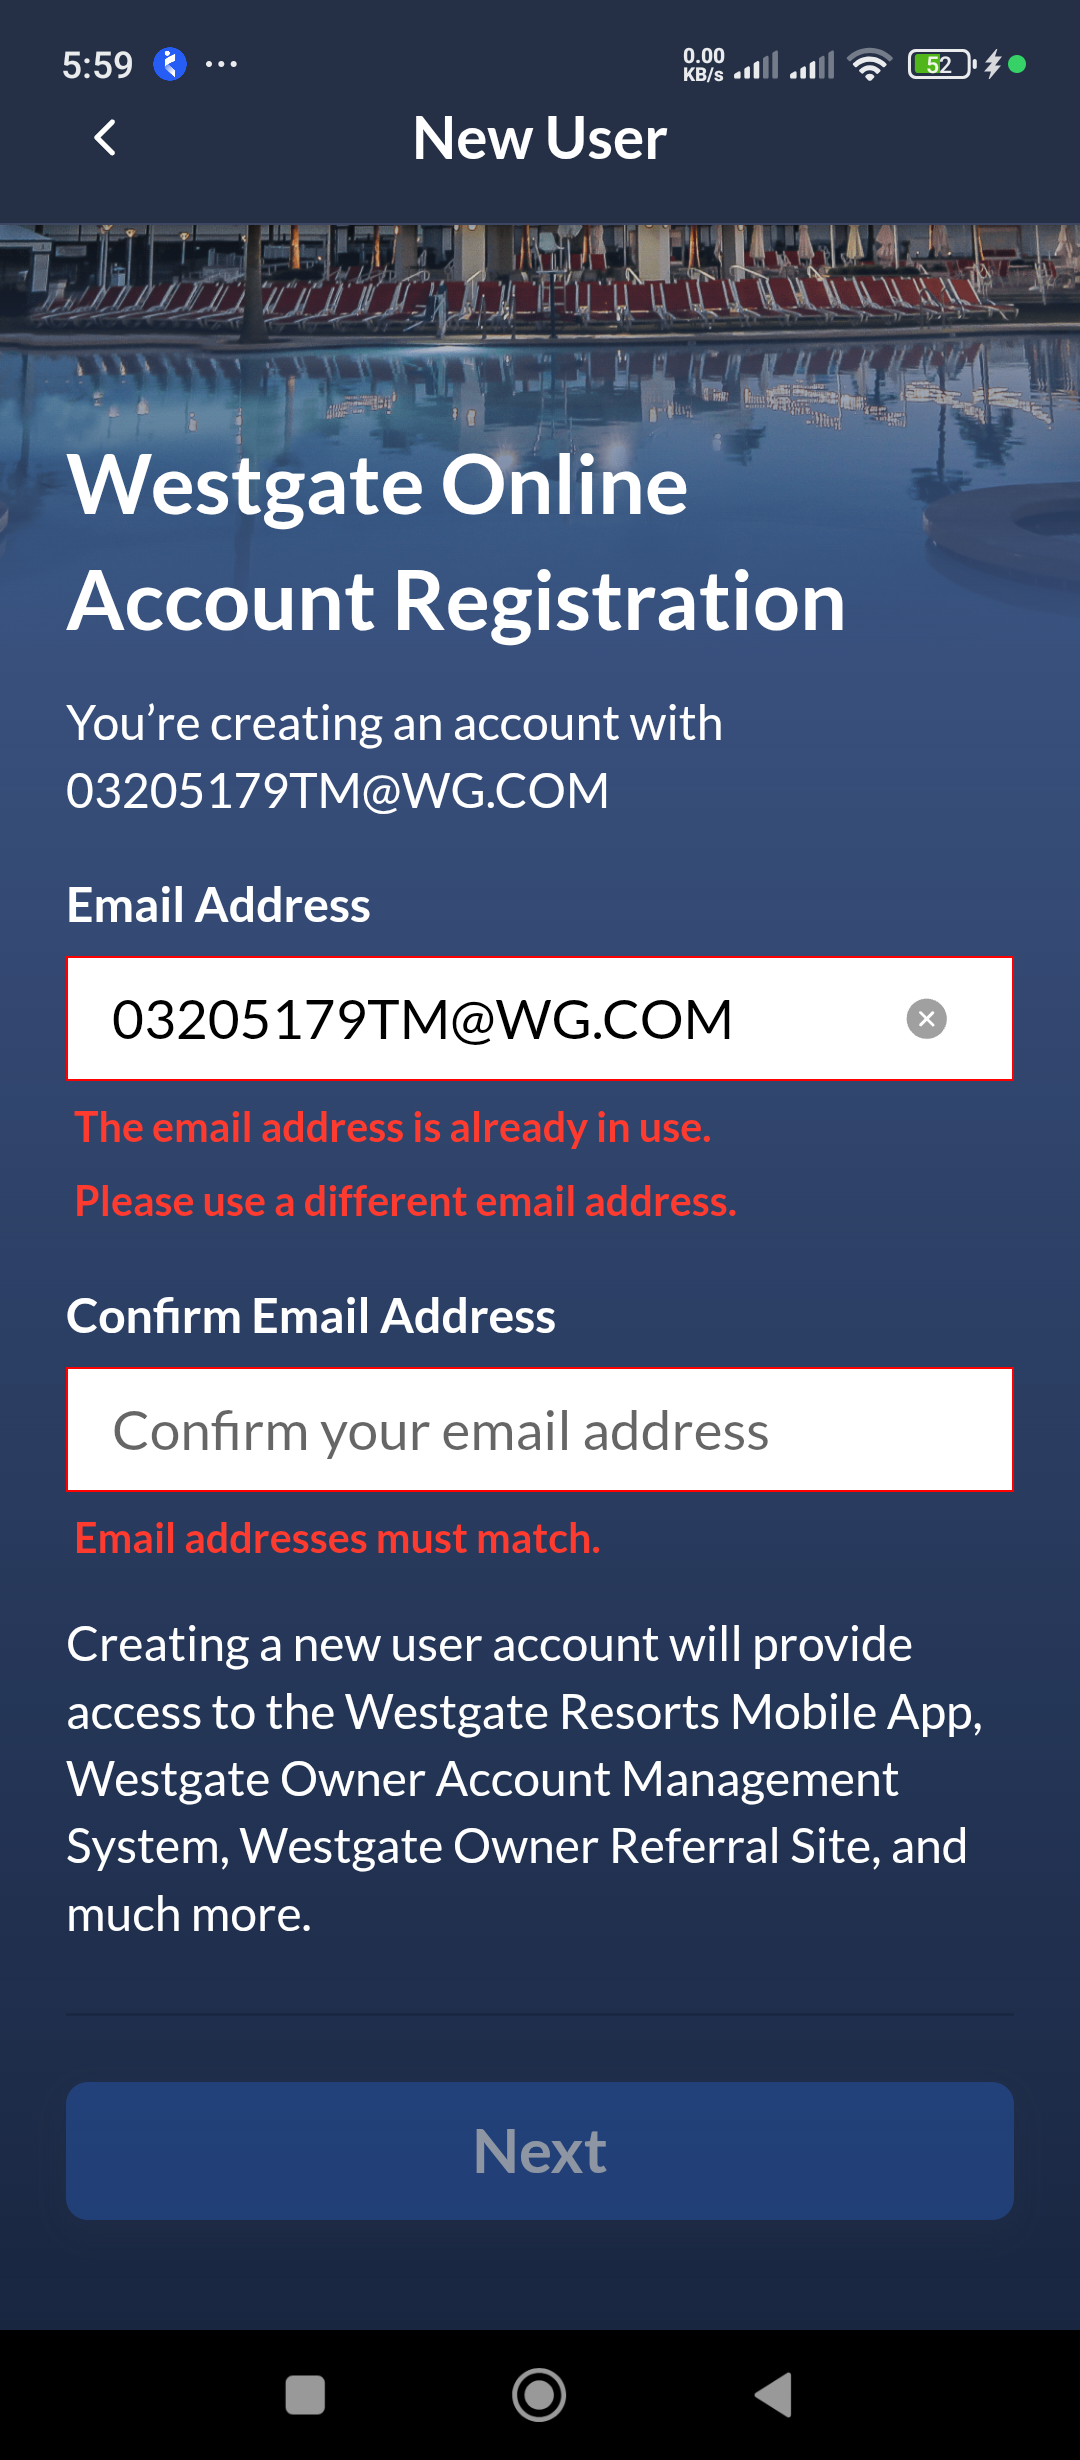 5:59
0.00
KB/s
52
New User
Westgate Online
Account Registration
You’re creating an account with
03205179TM@WG.COM
Email Address
03205179TM@WG.COM
The email address is already in use.
Please use a different email address.
Confirm Email Address
Confirm your email address
Email addresses must match.
Creating a new user account will provide
access to the Westgate Resorts Mobile App,
Westgate Owner Account Management
System, Westgate Owner Referral Site, and
much more.
Next